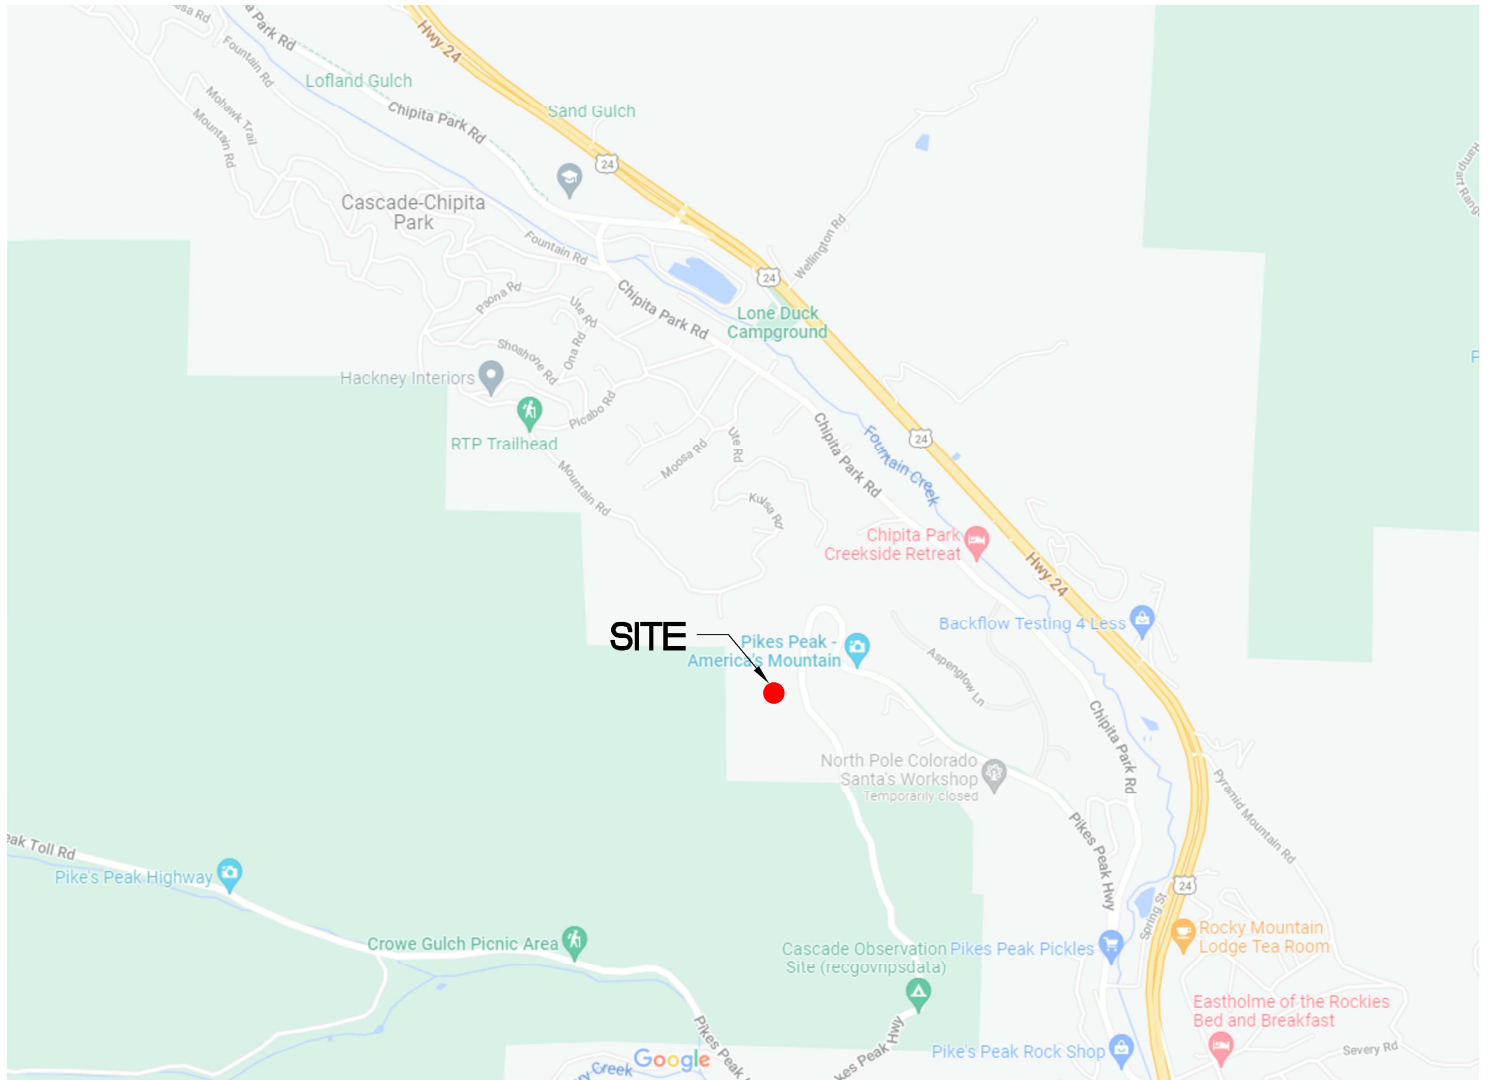 a Park Rd
Hwy 24
Fountain Rd
Lofland Gulch
Mohawk Trail
Mountain Rd
Chipita Park Rd
Sand Gulch
24
Cascade-Chipita
Park
Fountain Rd
Wellington Rd
24
Paona Rd
Ute Rd
Chipita Park Rd
Lone Duck
Campground
Shoshone Rd
Ona Rd
Hackney Interiors
Picabo Rd
RTP Trailhead
Moosa Rd
Ute Rd
Mountain Rd
Chipita Park Rd
Fountain Creek
24
Kulsa Rd
Chipita Park
Creekside Retreat
Hwy 24
SITE
Pikes Peak -
America's Mountain
Backflow Testing 4 Less
Aspenglow Ln
Chipita Park Rd
North Pole Colorado
Santa's Workshop
Temporarily closed
Pyramid Mountain Rd
Pikes Peak Hwy
eak Toll Rd
Pike's Peak Highway
24
Spring St
Crowe Gulch Picnic Area
Cascade Observation
Site (recgovnpsdata)
Pikes Peak Pickles
Rocky Mountain
Lodge Tea Room
Eastholme of the Rockies
Bed and Breakfast
Pikes Peak
kes Peak Hwy
Pike's Peak Rock Shop
Severy Rd
Google
ry Creek